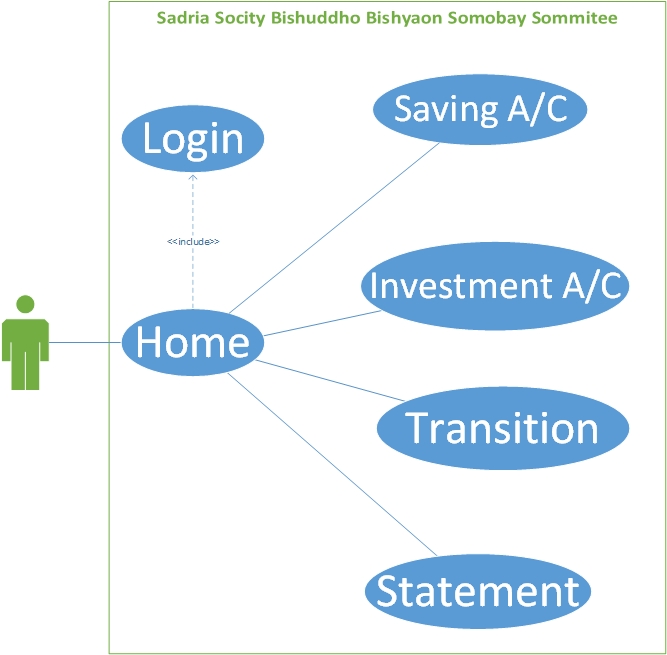 Sadria Socity Bishuddho Bishyaon Somobay Sommitee
Saving A/C
Login
<<include>>
Investment A/C
Home
Transition
Statement